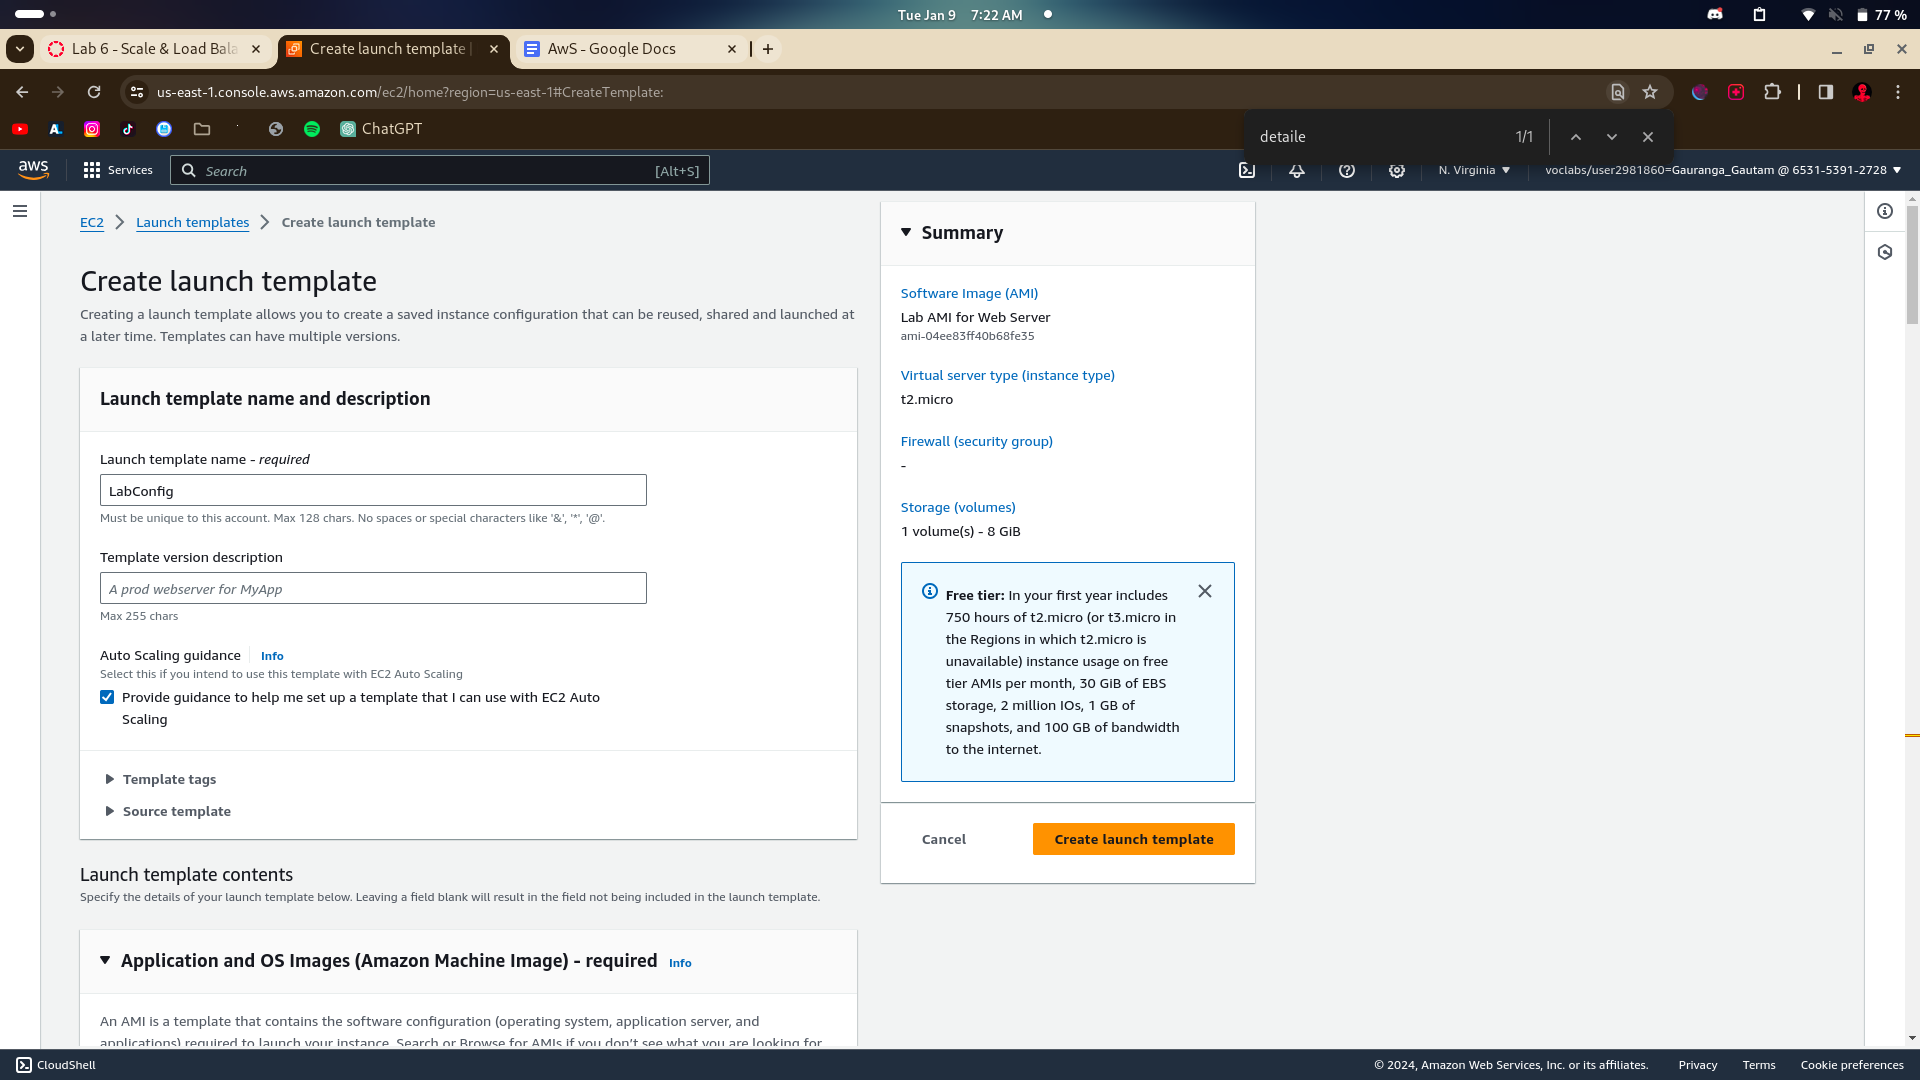 Tue Jan 9 7:22 AM
77 %
Lab 6 - Scale & Load Bala
Create launch template |
AwS - Google Docs
us-east-1.console.aws.amazon.com/ec2/home?region=us-east-1#CreateTemplate:
ChatGPT
detaile 1/1
aws Services Search [Alt+S] N. Virginia voclabs/user2981860=Gauranga_Gautam @ 6531-5391-2728
EC2 Launch templates Create launch template
Create launch template
Creating a launch template allows you to create a saved instance configuration that can be reused, shared and launched at
a later time. Templates can have multiple versions.
Launch template name and description
Launch template name - required
LabConfig
Must be unique to this account. Max 128 chars. No spaces or special characters like '&', '*', '@'.
Template version description
A prod webserver for MyApp
Max 255 chars
Auto Scaling guidance Info
Select this if you intend to use this template with EC2 Auto Scaling
Provide guidance to help me set up a template that I can use with EC2 Auto
Scaling
Template tags
Source template
Launch template contents
Specify the details of your launch template below. Leaving a field blank will result in the field not being included in the launch template.
Application and OS Images (Amazon Machine Image) - required Info
An AMI is a template that contains the software configuration (operating system, application server, and
applications) required to launch your instance. Search or Browse for AMIs if you don't see what you are looking for
Summary
Software Image (AMI)
Lab AMI for Web Server
ami-04ee83ff40b68fe35
Virtual server type (instance type)
t2.micro
Firewall (security group)
-
Storage (volumes)
1 volume(s) - 8 GiB
Free tier: In your first year includes
750 hours of t2.micro (or t3.micro in
the Regions in which t2.micro is
unavailable) instance usage on free
tier AMIs per month, 30 GiB of EBS
storage, 2 million IOs, 1 GB of
snapshots, and 100 GB of bandwidth
to the internet.
Cancel Create launch template
CloudShell © 2024, Amazon Web Services, Inc. or its affiliates. Privacy Terms Cookie preferences